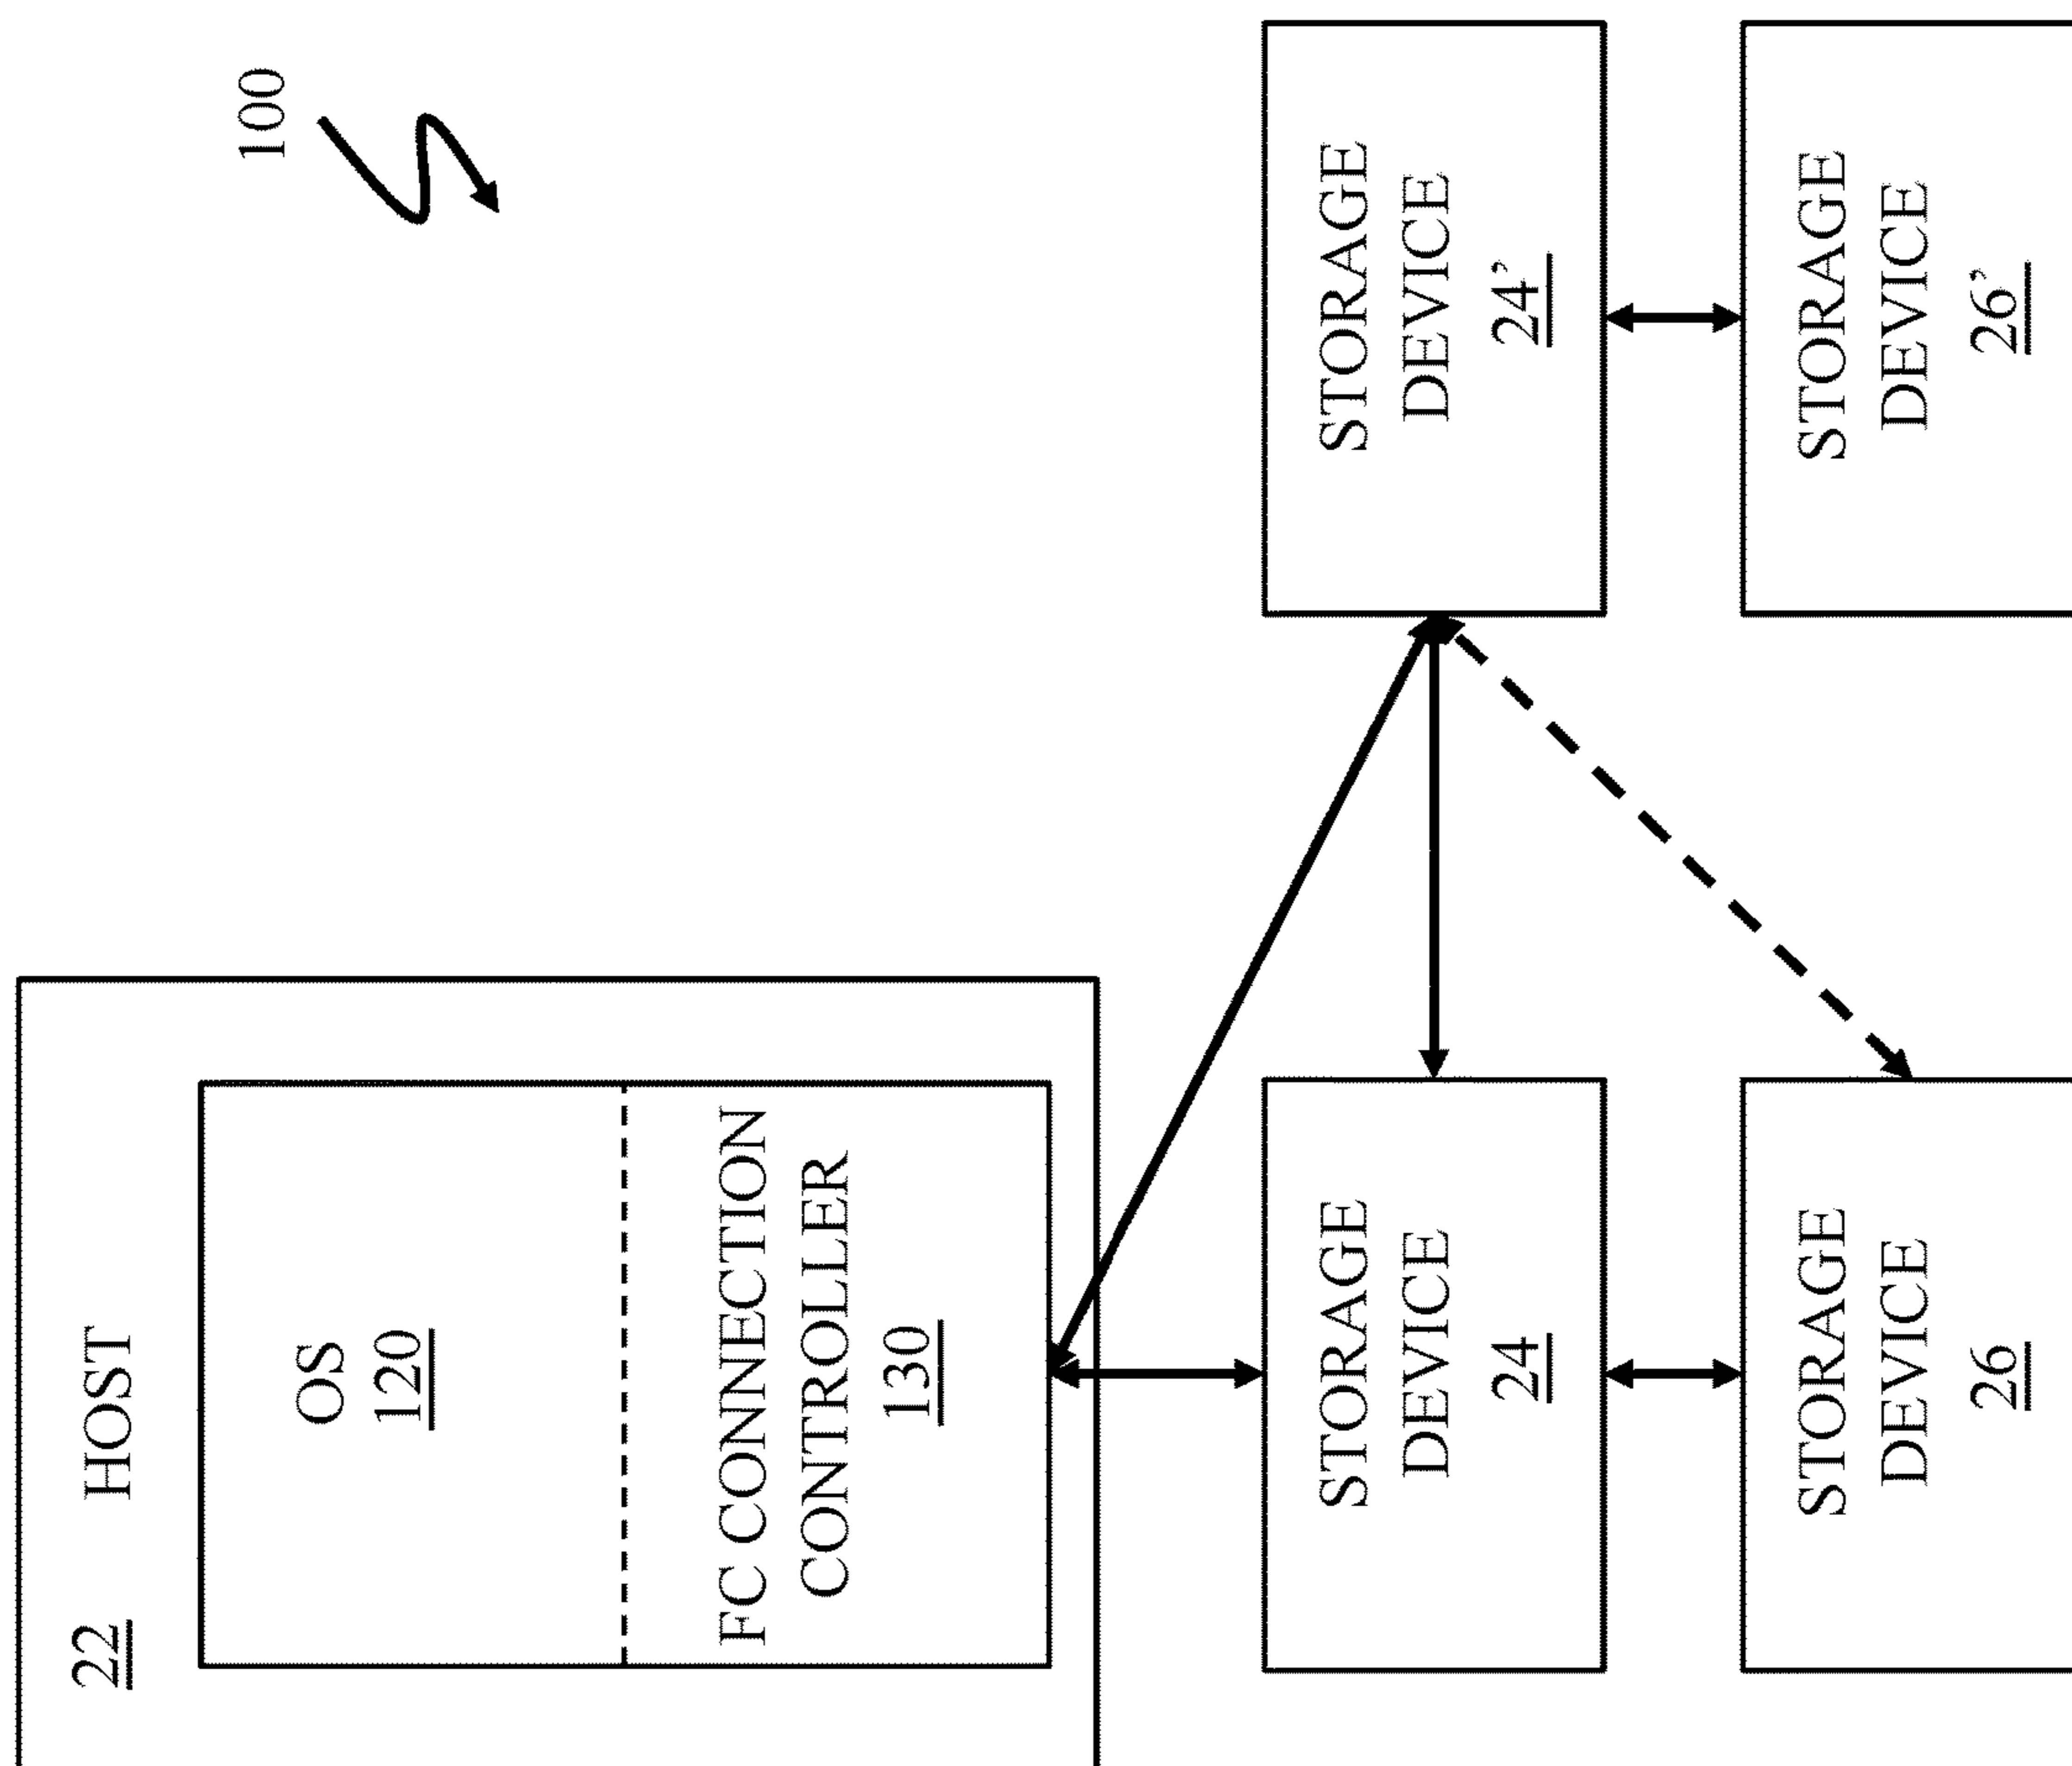 100
22
HOST
OS
120
FC CONNECTION
CONTROLLER
130
STORAGE
DEVICE
24
STORAGE
DEVICE
24’
STORAGE
DEVICE
26
STORAGE
DEVICE
26’